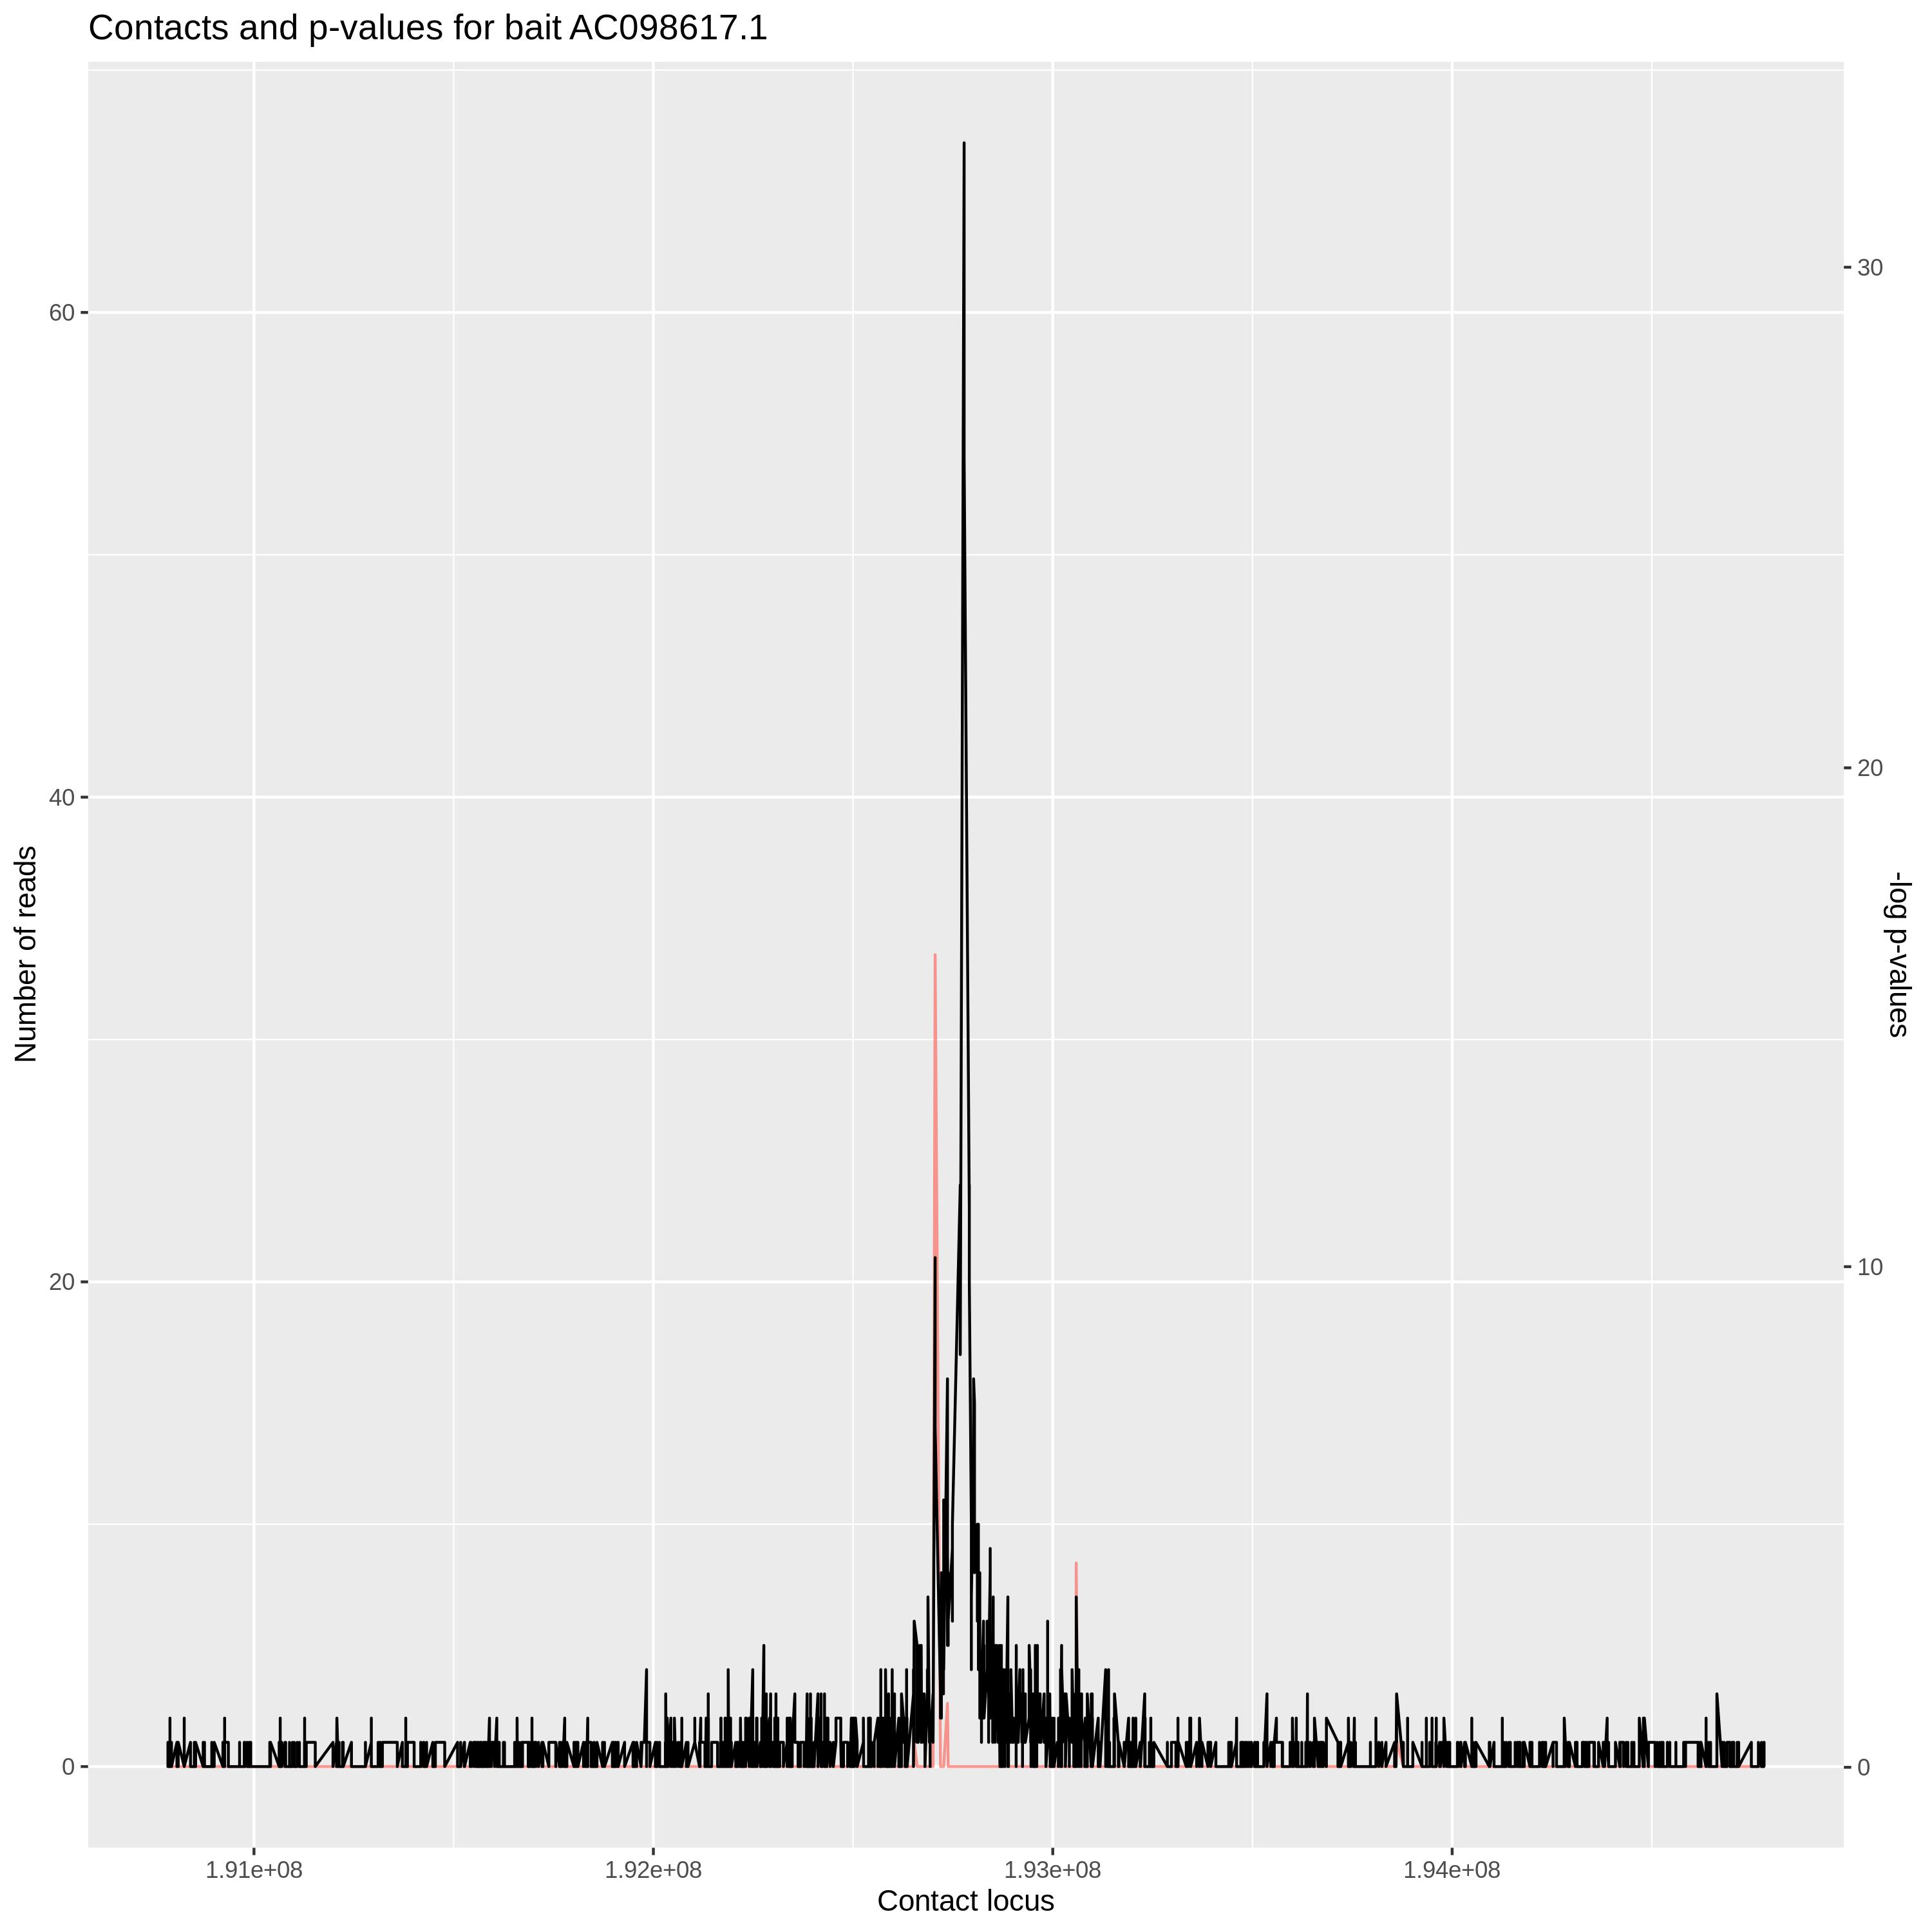 Contacts and p-values for bait AC098617.1
Number of reads
60
40
20
0
30
20
10
0
-log p-values
1.91e+08 1.92e+08 1.93e+08 1.94e+08
Contact locus